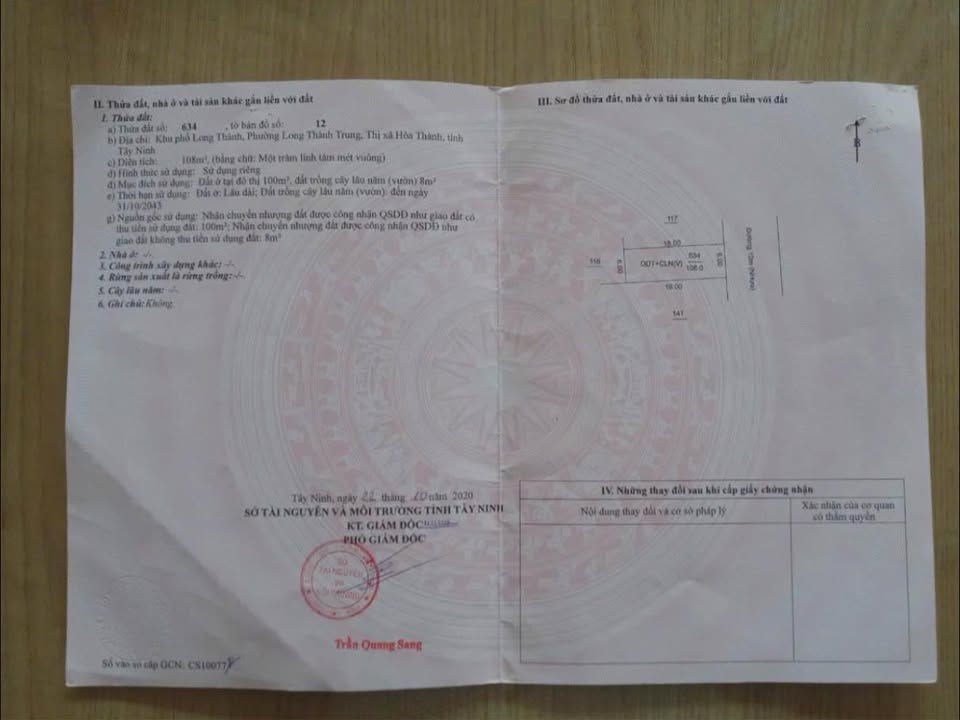 II. Thửa đất, nhà ở và tài sản khác gắn liền với đất
1. Thửa đất:
a) Thửa đất số: 634 , tờ bản đồ số: 12
b) Địa chỉ: Khu phố Long Thành, Phường Long Thành Trung, Thị xã Hòa Thành, tỉnh
Tây Ninh
c) Diện tích: 108m², (bằng chữ: Một trăm linh tám mét vuông)
d) Hình thức sử dụng: Sử dụng riêng
đ) Mục đích sử dụng: Đất ở tại đô thị 100m², đất trồng cây lâu năm (vườn) 8m²
e) Thời hạn sử dụng: Đất ở: Lâu dài; Đất trồng cây lâu năm (vườn): đến ngày
31/10/2043
g) Nguồn gốc sử dụng: Nhận chuyển nhượng đất được công nhận QSDĐ như giao đất có
thu tiền sử dụng đất: 100m²; Nhận chuyển nhượng đất được công nhận QSDĐ như
giao đất không thu tiền sử dụng đất: 8m²
2. Nhà ở: -/-
3. Công trình xây dựng khác: -/-
4. Rừng sản xuất là rừng trồng:-/-
5. Cây lâu năm: -/-
6. Ghi chú: Không
Tây Ninh, ngày 22 tháng 10 năm 2020
SỞ TÀI NGUYÊN VÀ MÔI TRƯỜNG TỈNH TÂY NINH
KT. GIÁM ĐỐC
PHÓ GIÁM ĐỐC
SỞ
TÀI NGUYÊN
VÀ
MÔI TRƯỜNG
Trần Quang Sang
Số vào sổ cấp GCN: CS10077
III. Sơ đồ thửa đất, nhà ở và tài sản khác gắn liền với đất
B
117
18.00
116
6.00
ODT+CLN(V)
634
108.0
6.00
18.00
141
IV. Những thay đổi sau khi cấp giấy chứng nhận
Nội dung thay đổi và cơ sở pháp lý
Xác nhận của cơ quan
có thẩm quyền